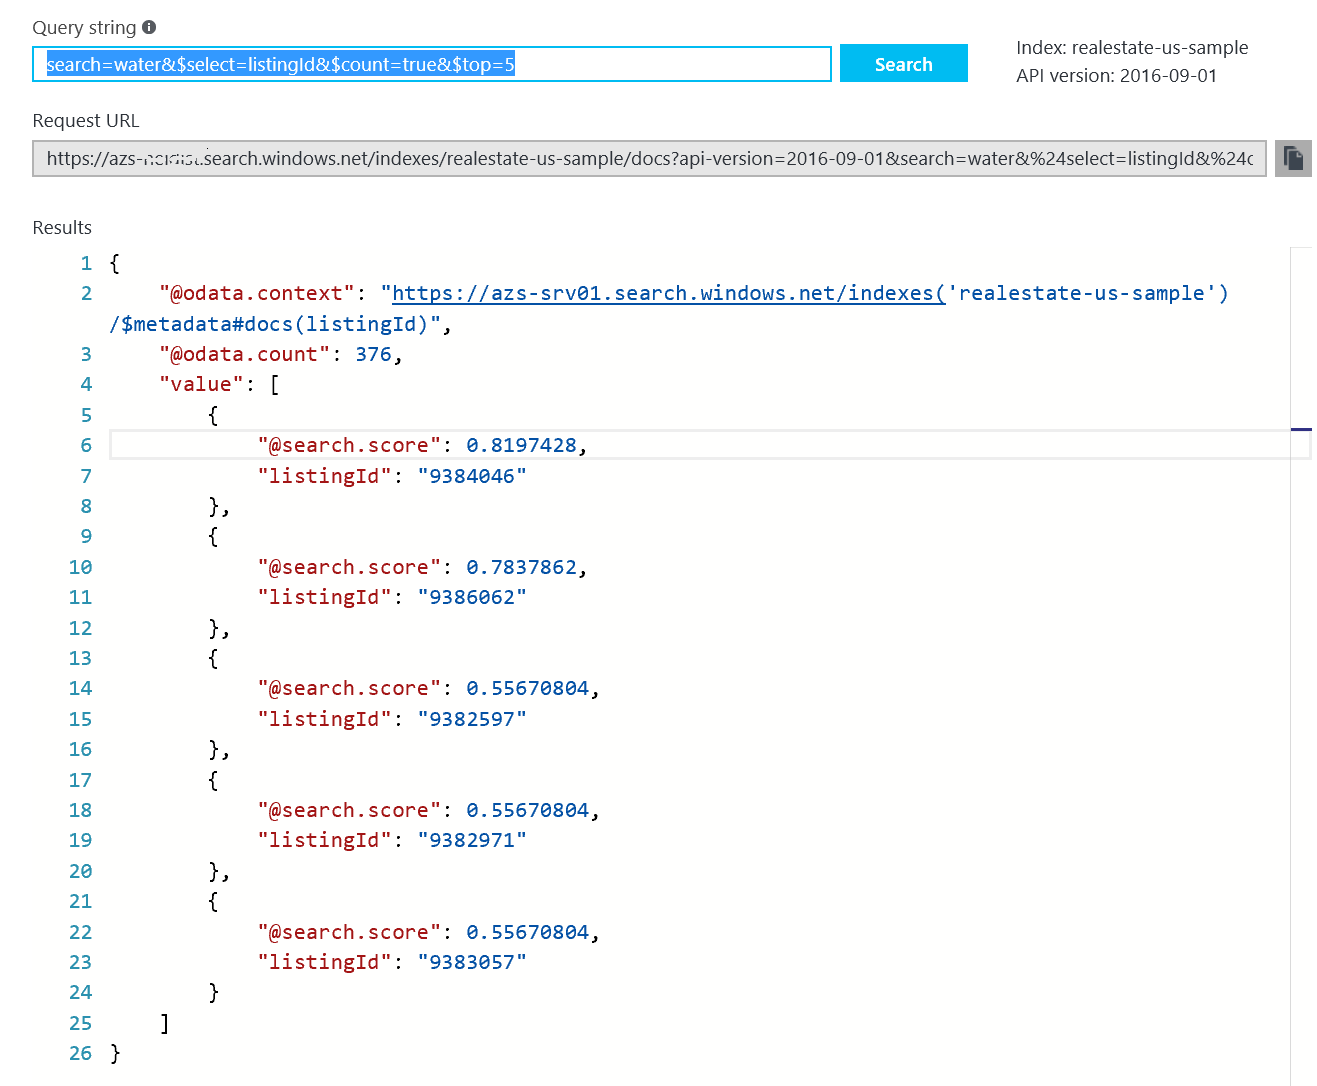 Query string
search=water&$select=listingId&$count=true&$top=5
Search
Index: realestate-us-sample
API version: 2016-09-01
Request URL
https://azs- .search.windows.net/indexes/realestate-us-sample/docs?api-version=2016-09-01&search=water&%24select=listingId&%24c
Results
1 {
2 "@odata.context": "https://azs-srv01.search.windows.net/indexes('realestate-us-sample')
/$metadata#docs(listingId)",
3 "@odata.count": 376,
4 "value": [
5 {
6 "@search.score": 0.8197428,
7 "listingId": "9384046"
8 },
9 {
10 "@search.score": 0.7837862,
11 "listingId": "9386062"
12 },
13 {
14 "@search.score": 0.55670804,
15 "listingId": "9382597"
16 },
17 {
18 "@search.score": 0.55670804,
19 "listingId": "9382971"
20 },
21 {
22 "@search.score": 0.55670804,
23 "listingId": "9383057"
24 }
25 ]
26 }